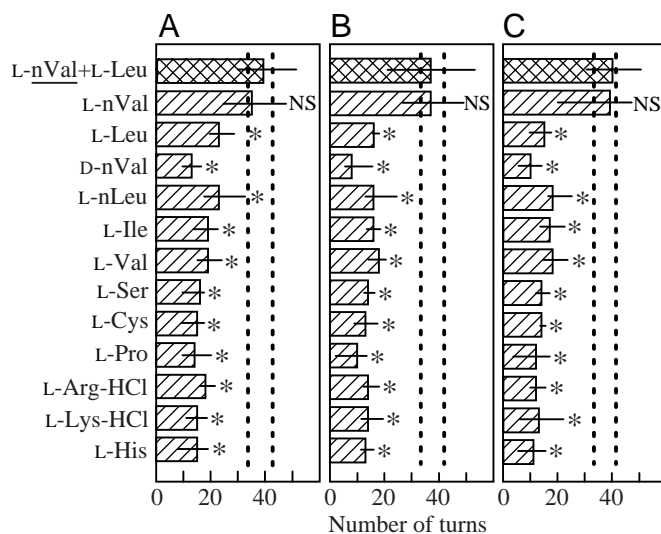 A B C
L-nVal+L-Leu
L-nVal NS NS NS
L-Leu * * *
D-nVal * * *
L-nLeu * * *
L-Ile * * *
L-Val * * *
L-Ser * * *
L-Cys * * *
L-Pro * * *
L-Arg-HCl * * *
L-Lys-HCl * * *
L-His * * *
0 20 40 0 20 40 0 20 40
Number of turns